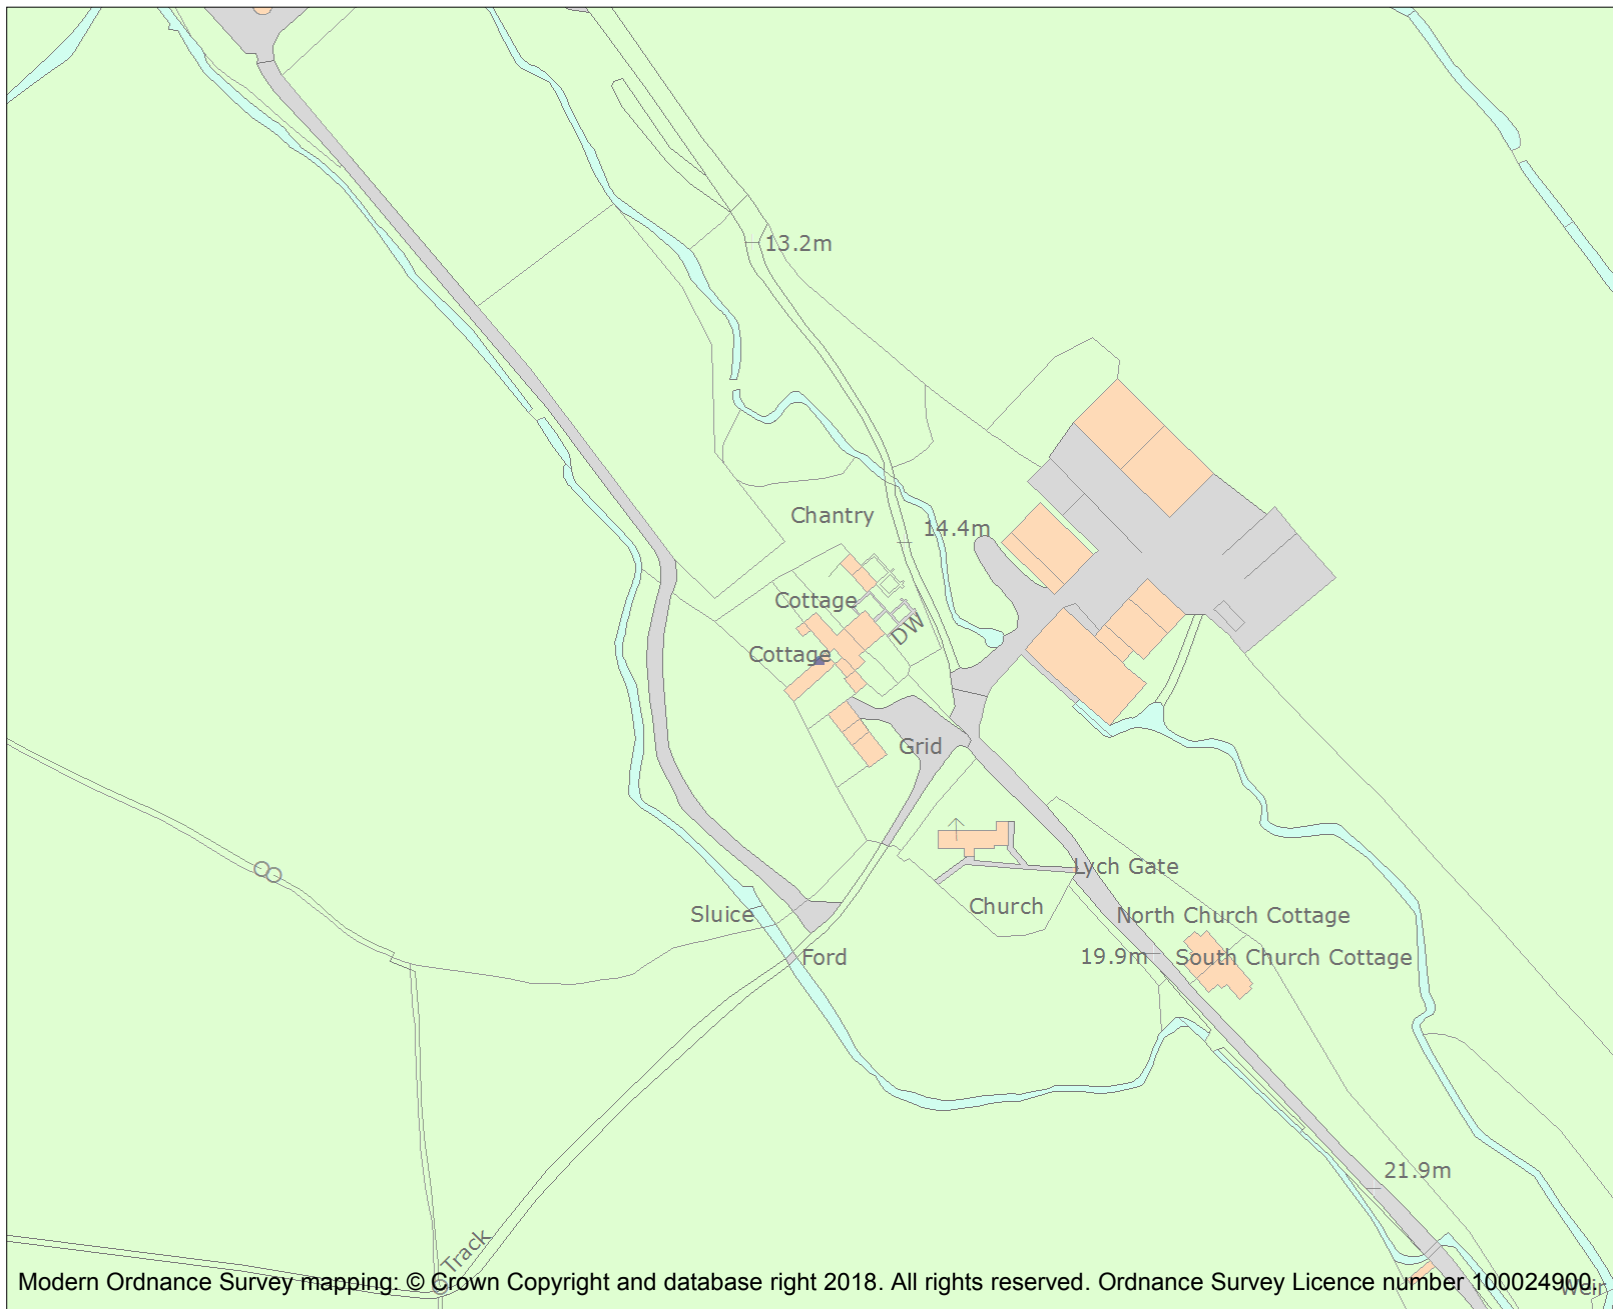 13.2m
Chantry
14.4m
Cottage
DW
Cottage
Grid
Lych Gate
Church
North Church Cottage
Sluice
Ford
19.9m
South Church Cottage
21.9m
Track
Modern Ordnance Survey mapping: © Crown Copyright and database right 2018. All rights reserved. Ordnance Survey Licence number 100024900.
Weir